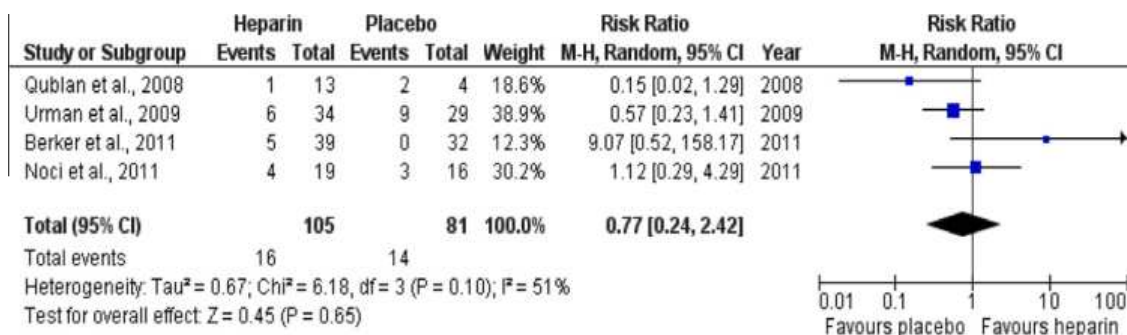 Heparin Placebo Risk Ratio Risk Ratio
Study or Subgroup Events Total Events Total Weight M-H, Random, 95% CI Year M-H, Random, 95% CI
Qublan et al., 2008 1 13 2 4 18.6% 0.15 [0.02, 1.29] 2008
Urman et al., 2009 6 34 9 29 38.9% 0.57 [0.23, 1.41] 2009
Berker et al., 2011 5 39 0 32 12.3% 9.07 [0.52, 158.17] 2011
Noci et al., 2011 4 19 3 16 30.2% 1.12 [0.29, 4.29] 2011
Total (95% CI) 105 81 100.0% 0.77 [0.24, 2.42]
Total events 16 14
Heterogeneity: Tau² = 0.67; Chi² = 6.18, df = 3 (P = 0.10); I² = 51%
Test for overall effect: Z = 0.45 (P = 0.65)
0.01 0.1 1 10 100
Favours placebo Favours heparin